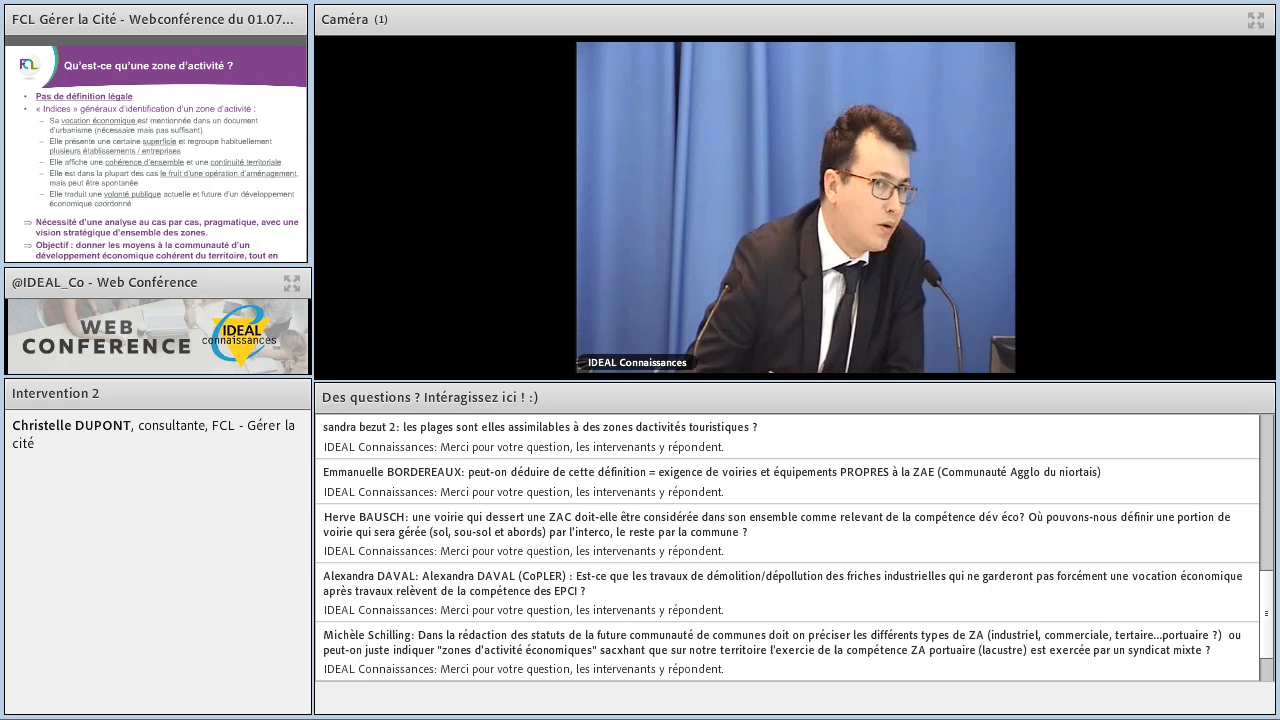 FCL Gérer la Cité - Webconférence du 01.07...
FCL
Qu'est-ce qu'une zone d'activité ?
• Pas de définition légale
• « Indices » généraux d'identification d'un zone d'activité :
– Sa vocation économique est mentionnée dans un document
d'urbanisme (nécessaire mais pas suffisant)
– Elle présente une certaine superficie et regroupe habituellement
plusieurs établissements / entreprises
– Elle affiche une cohérence d'ensemble et une continuité territoriale
– Elle est dans la plupart des cas le fruit d'une opération d'aménagement,
mais peut être spontanée
– Elle traduit une volonté publique actuelle et future d'un développement
économique coordonné
⇒ Nécessité d'une analyse au cas par cas, pragmatique, avec une
vision stratégique d'ensemble des zones.
⇒ Objectif : donner les moyens à la communauté d'un
développement économique cohérent du territoire, tout en
@IDEAL_Co - Web Conférence
WEB
CONFERENCE
IDEAL
connaissances
Intervention 2
Christelle DUPONT, consultante, FCL - Gérer la
cité
Caméra (1)
IDEAL Connaissances
Des questions ? Intéragissez ici ! :)
sandra bezut 2: les plages sont elles assimilables à des zones dactivités touristiques ?
IDEAL Connaissances: Merci pour votre question, les intervenants y répondent.
Emmanuelle BORDEREAUX: peut-on déduire de cette définition = exigence de voiries et équipements PROPRES à la ZAE (Communauté Agglo du niortais)
IDEAL Connaissances: Merci pour votre question, les intervenants y répondent.
Herve BAUSCH: une voirie qui dessert une ZAC doit-elle être considérée dans son ensemble comme relevant de la compétence dév éco? Où pouvons-nous définir une portion de
voirie qui sera gérée (sol, sou-sol et abords) par l'interco, le reste par la commune ?
IDEAL Connaissances: Merci pour votre question, les intervenants y répondent.
Alexandra DAVAL: Alexandra DAVAL (CoPLER) : Est-ce que les travaux de démolition/dépollution des friches industrielles qui ne garderont pas forcément une vocation économique
après travaux relèvent de la compétence des EPCI ?
IDEAL Connaissances: Merci pour votre question, les intervenants y répondent.
Michèle Schilling: Dans la rédaction des statuts de la future communauté de communes doit on préciser les différents types de ZA (industriel, commerciale, tertaire...portuaire ?) ou
peut-on juste indiquer "zones d'activité économiques" sacxhant que sur notre territoire l'exercie de la compétence ZA portuaire (lacustre) est exercée par un syndicat mixte ?
IDEAL Connaissances: Merci pour votre question, les intervenants y répondent.